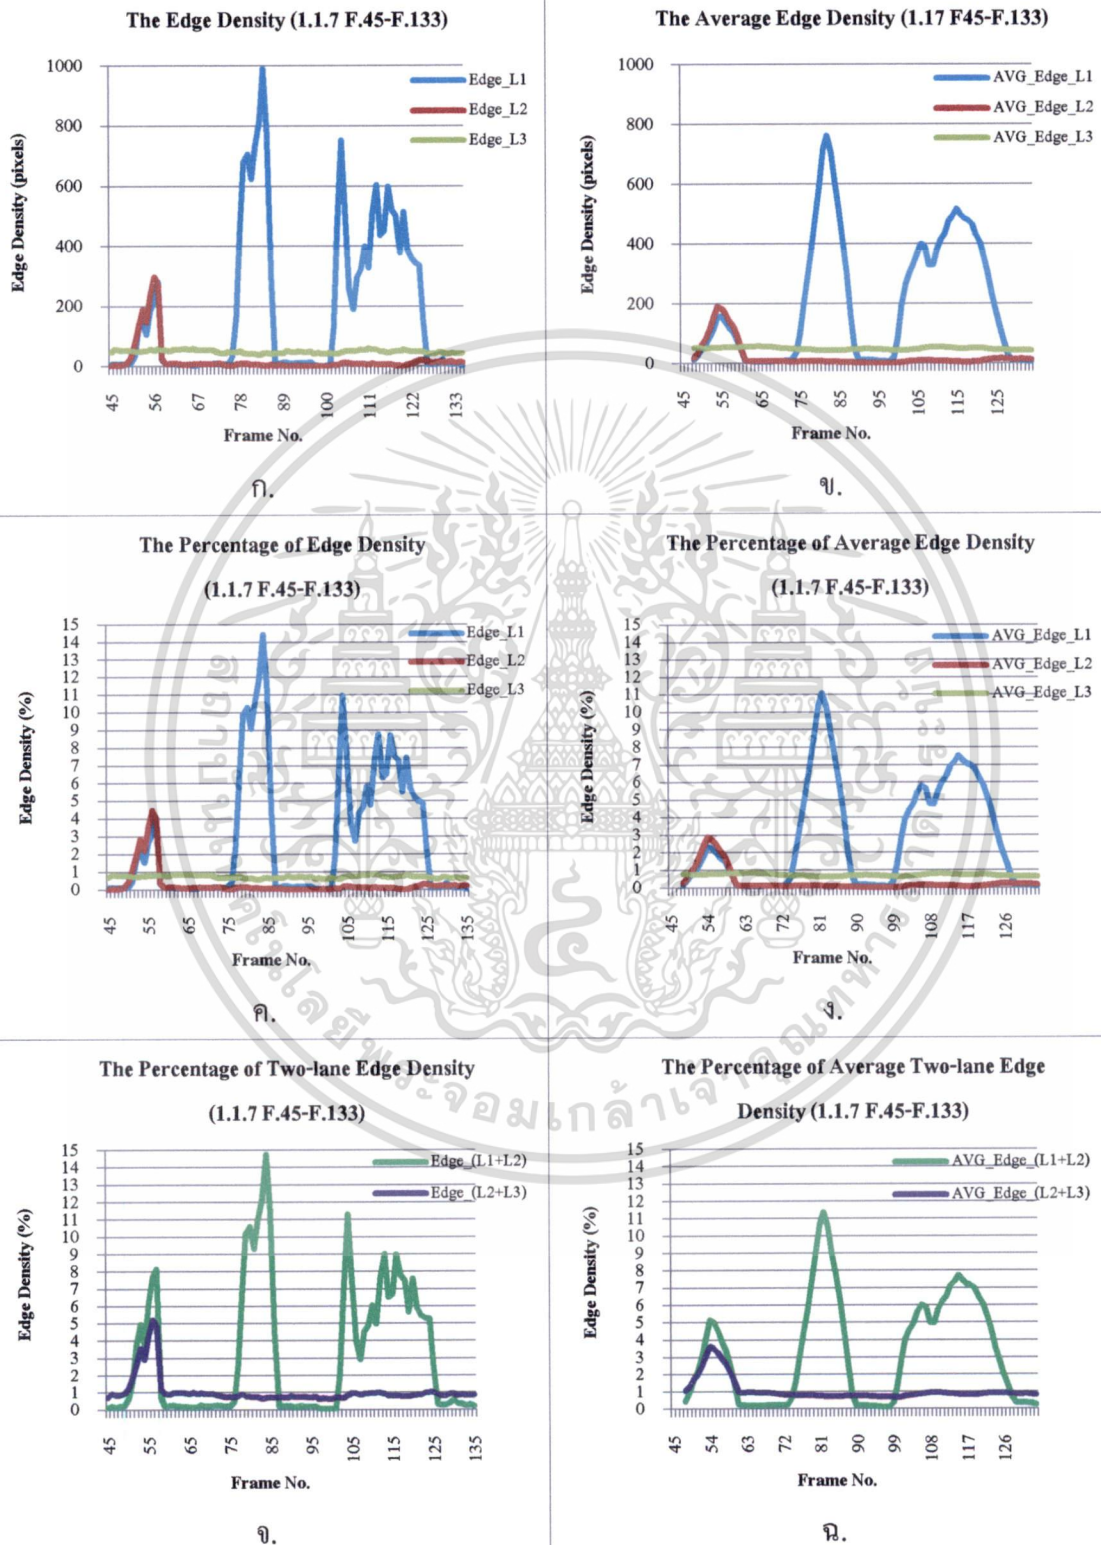 The Edge Density (1.1.7 F.45-F.133)
1000
800
600
400
200
0
Edge Density (pixels)
Edge_L1
Edge_L2
Edge_L3
45 56 67 78 89 100 111 122 133
Frame No.
ก.
The Average Edge Density (1.17 F45-F.133)
1000
800
600
400
200
0
Edge Density (pixels)
AVG_Edge_L1
AVG_Edge_L2
AVG_Edge_L3
45 55 65 75 85 95 105 115 125
Frame No.
ข.
The Percentage of Edge Density
(1.1.7 F.45-F.133)
15
14
13
12
11
10
9
8
7
6
5
4
3
2
1
0
Edge Density (%)
Edge_L1
Edge_L2
Edge_L3
45 55 65 75 85 95 105 115 125 135
Frame No.
ค.
The Percentage of Average Edge Density
(1.1.7 F.45-F.133)
15
14
13
12
11
10
9
8
7
6
5
4
3
2
1
0
Edge Density (%)
AVG_Edge_L1
AVG_Edge_L2
AVG_Edge_L3
45 54 63 72 81 90 99 108 117 126
Frame No.
ง.
The Percentage of Two-lane Edge Density
(1.1.7 F.45-F.133)
15
14
13
12
11
10
9
8
7
6
5
4
3
2
1
0
Edge Density (%)
Edge_(L1+L2)
Edge_(L2+L3)
45 55 65 75 85 95 105 115 125 135
Frame No.
จ.
The Percentage of Average Two-lane Edge
Density (1.1.7 F.45-F.133)
15
14
13
12
11
10
9
8
7
6
5
4
3
2
1
0
Edge Density (%)
AVG_Edge_(L1+L2)
AVG_Edge_(L2+L3)
45 54 63 72 81 90 99 108 117 126
Frame No.
ฉ.